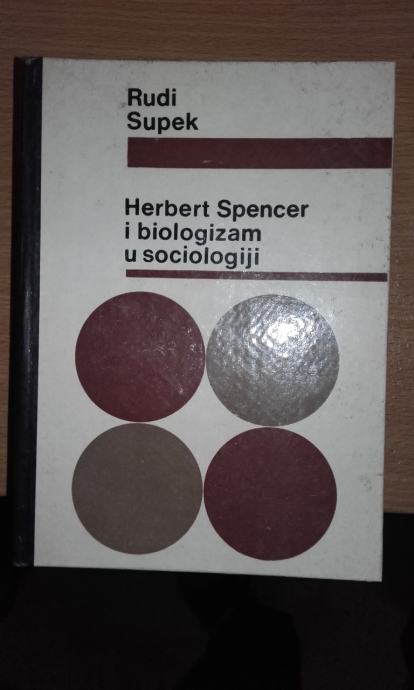 Rudi
Supek
Herbert Spencer
i biologizam
u sociologiji